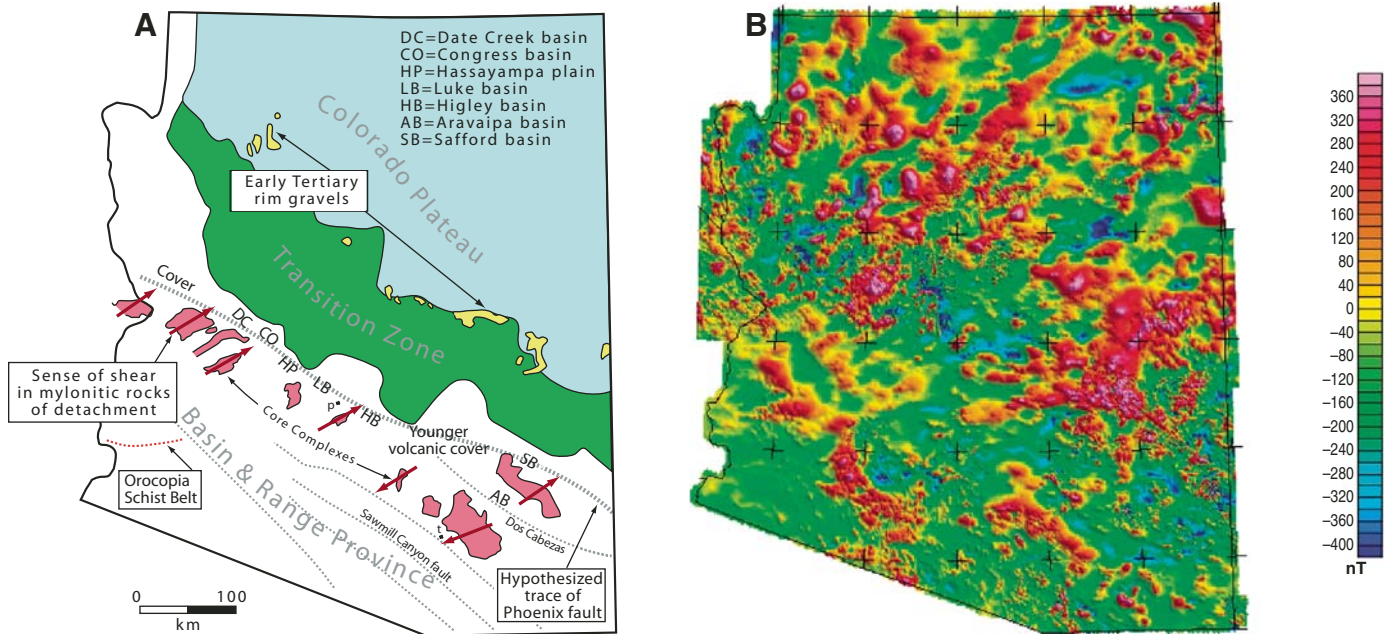 A
DC=Date Creek basin
CO=Congress basin
HP=Hassayampa plain
LB=Luke basin
HB=Higley basin
AB=Aravaipa basin
SB=Safford basin
Colorado Plateau
Early Tertiary
rim gravels
Transition Zone
Cover
DC
CO
HP
LB
P
HB
Sense of shear
in mylonitic rocks
of detachment
Core Complexes
Younger
volcanic cover
SB
AB
Dos Cabezas
t
Basin & Range Province
Orocopia
Schist Belt
Sawmill Canyon fault
Hypothesized
trace of
Phoenix fault
0 100
km
B
360
320
280
240
200
160
120
80
40
0
−40
−80
−120
−160
−200
−240
−280
−320
−360
−400
nT